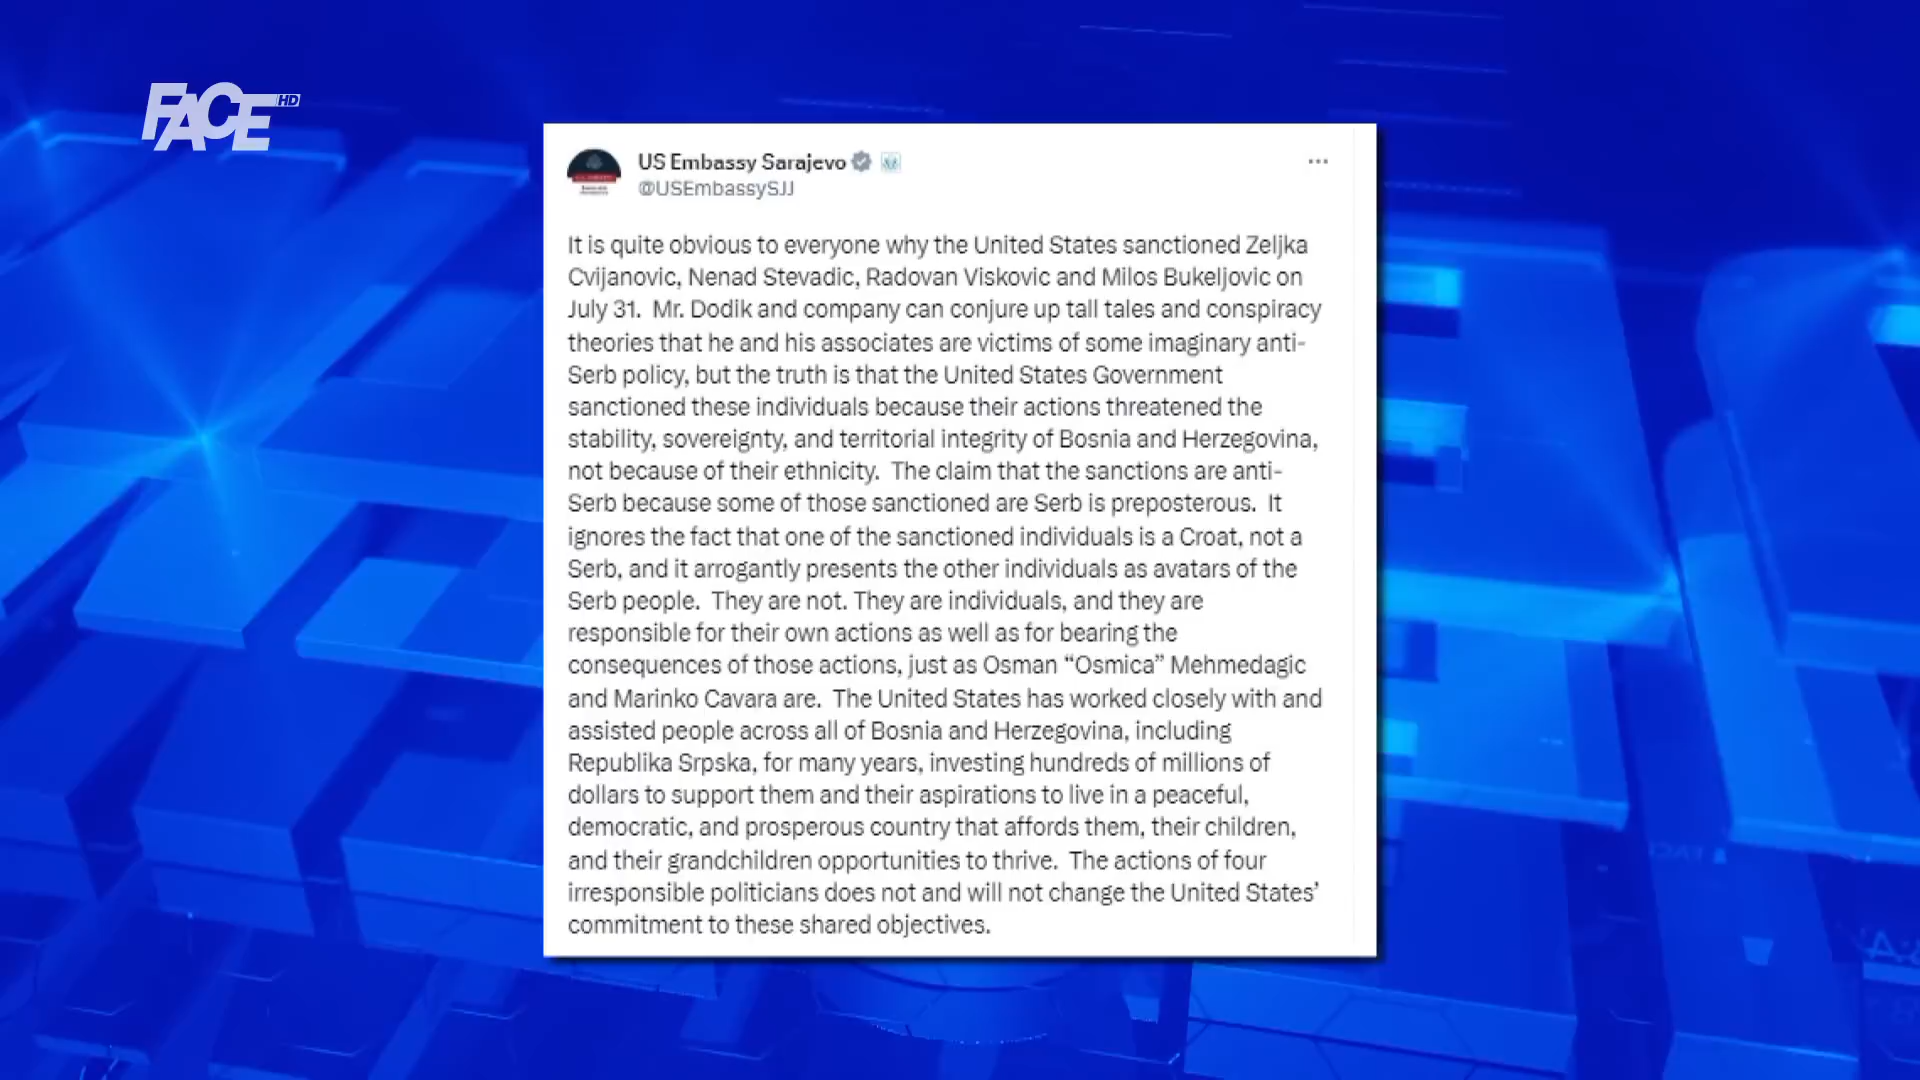 FACE HD
US Embassy Sarajevo
@USEmbassySJJ
It is quite obvious to everyone why the United States sanctioned Zeljka
Cvijanovic, Nenad Stevadic, Radovan Viskovic and Milos Bukeljovic on
July 31.  Mr. Dodik and company can conjure up tall tales and conspiracy
theories that he and his associates are victims of some imaginary anti-
Serb policy, but the truth is that the United States Government
sanctioned these individuals because their actions threatened the
stability, sovereignty, and territorial integrity of Bosnia and Herzegovina,
not because of their ethnicity.  The claim that the sanctions are anti-
Serb because some of those sanctioned are Serb is preposterous.  It
ignores the fact that one of the sanctioned individuals is a Croat, not a
Serb, and it arrogantly presents the other individuals as avatars of the
Serb people.  They are not. They are individuals, and they are
responsible for their own actions as well as for bearing the
consequences of those actions, just as Osman “Osmica” Mehmedagic
and Marinko Cavara are.  The United States has worked closely with and
assisted people across all of Bosnia and Herzegovina, including
Republika Srpska, for many years, investing hundreds of millions of
dollars to support them and their aspirations to live in a peaceful,
democratic, and prosperous country that affords them, their children,
and their grandchildren opportunities to thrive.  The actions of four
irresponsible politicians does not and will not change the United States’
commitment to these shared objectives.